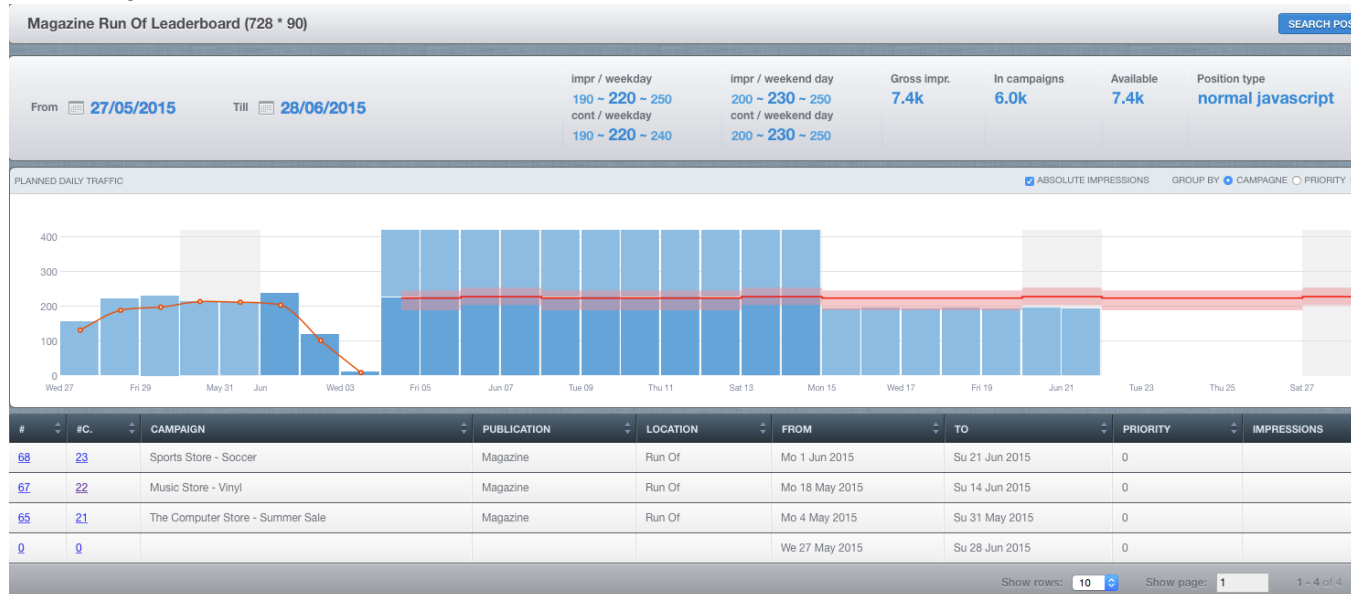 Magazine Run Of Leaderboard (728 * 90)
SEARCH POS
From 27/05/2015 Till 28/06/2015
impr / weekday
190 ~ 220 ~ 250
cont / weekday
190 ~ 220 ~ 240
impr / weekend day
200 ~ 230 ~ 250
cont / weekend day
200 ~ 230 ~ 250
Gross impr.
7.4k
In campaigns
6.0k
Available
7.4k
Position type
normal javascript
PLANNED DAILY TRAFFIC
ABSOLUTE IMPRESSIONS GROUP BY CAMPAGNE PRIORITY
400
300
200
100
0
Wed 27 Fri 29 May 31 Jun Wed 03 Fri 05 Jun 07 Tue 09 Thu 11 Sat 13 Mon 15 Wed 17 Fri 19 Jun 21 Tue 23 Thu 25 Sat 27
# #C. CAMPAIGN PUBLICATION LOCATION FROM TO PRIORITY IMPRESSIONS
68 23 Sports Store - Soccer Magazine Run Of Mo 1 Jun 2015 Su 21 Jun 2015 0
67 22 Music Store - Vinyl Magazine Run Of Mo 18 May 2015 Su 14 Jun 2015 0
65 21 The Computer Store - Summer Sale Magazine Run Of Mo 4 May 2015 Su 31 May 2015 0
0 0 We 27 May 2015 Su 28 Jun 2015 0
Show rows: 10 Show page: 1 1 - 4 of 4